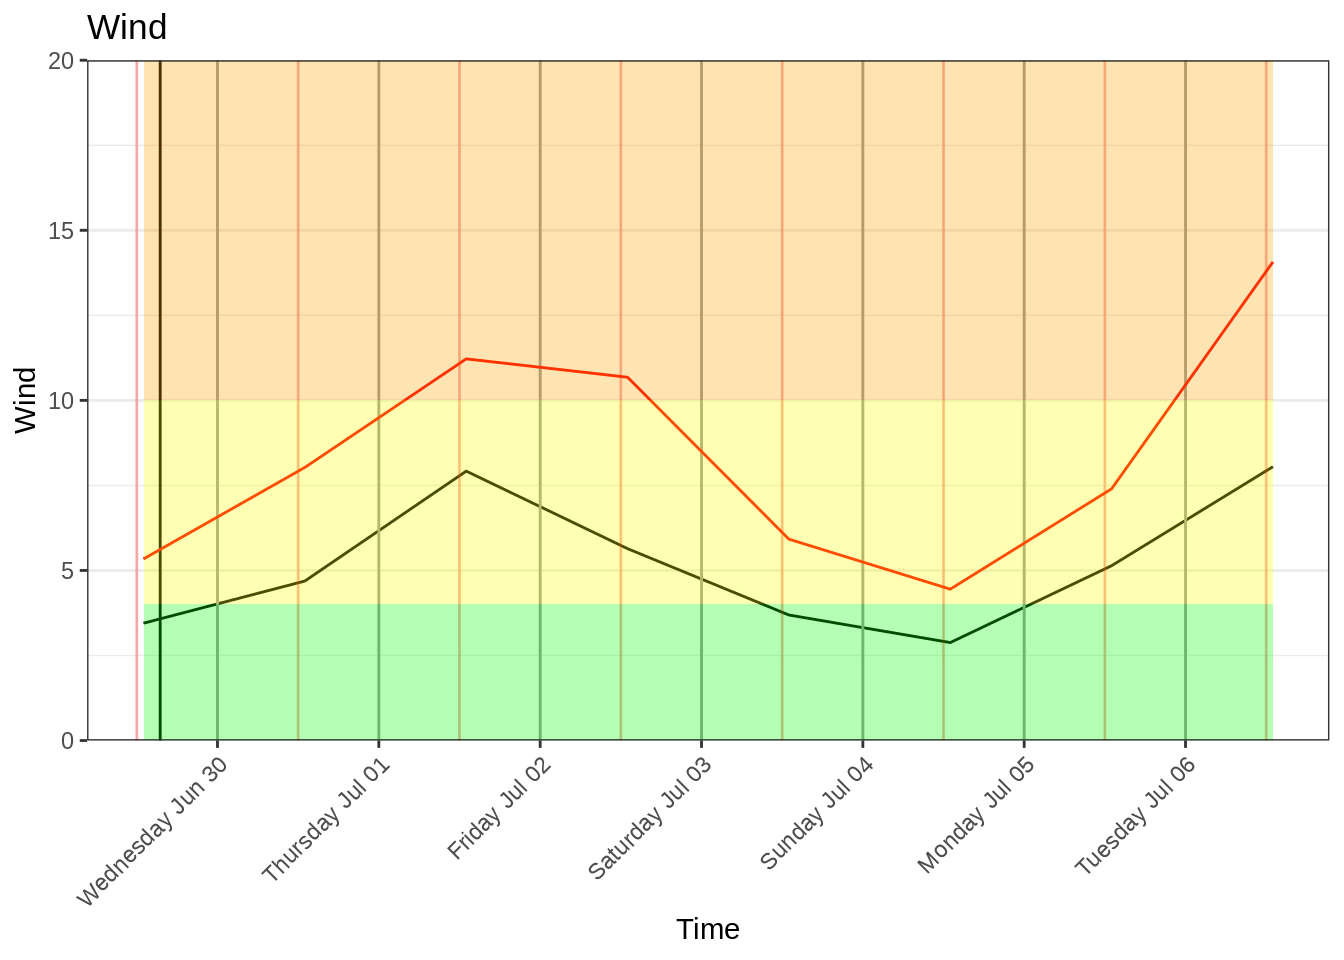 Wind
20
15
10
5
0
Wind
Wednesday Jun 30
Thursday Jul 01
Friday Jul 02
Saturday Jul 03
Sunday Jul 04
Monday Jul 05
Tuesday Jul 06
Time